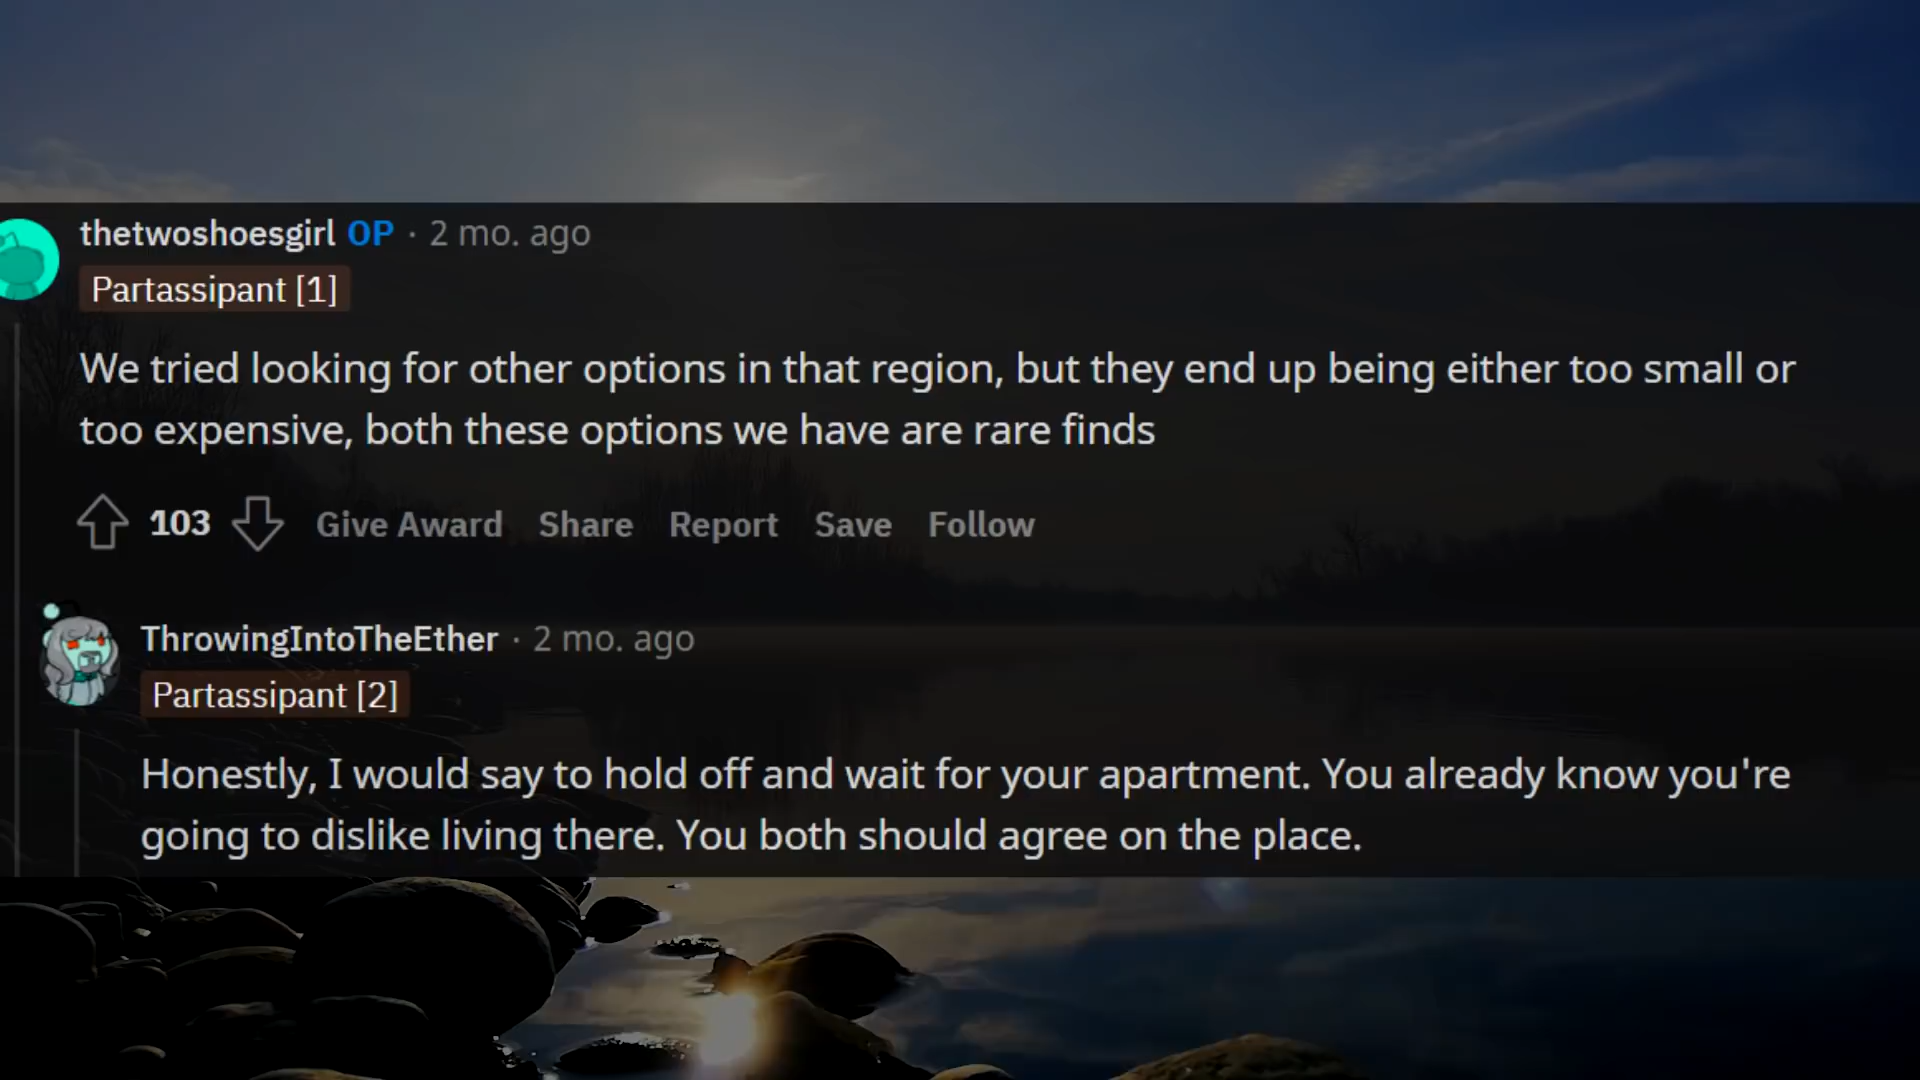 thetwoshoesgirl OP · 2 mo. ago
Partassipant [1]
We tried looking for other options in that region, but they end up being either too small or
too expensive, both these options we have are rare finds
103 Give Award Share Report Save Follow
ThrowingIntoTheEther · 2 mo. ago
Partassipant [2]
Honestly, I would say to hold off and wait for your apartment. You already know you're
going to dislike living there. You both should agree on the place.